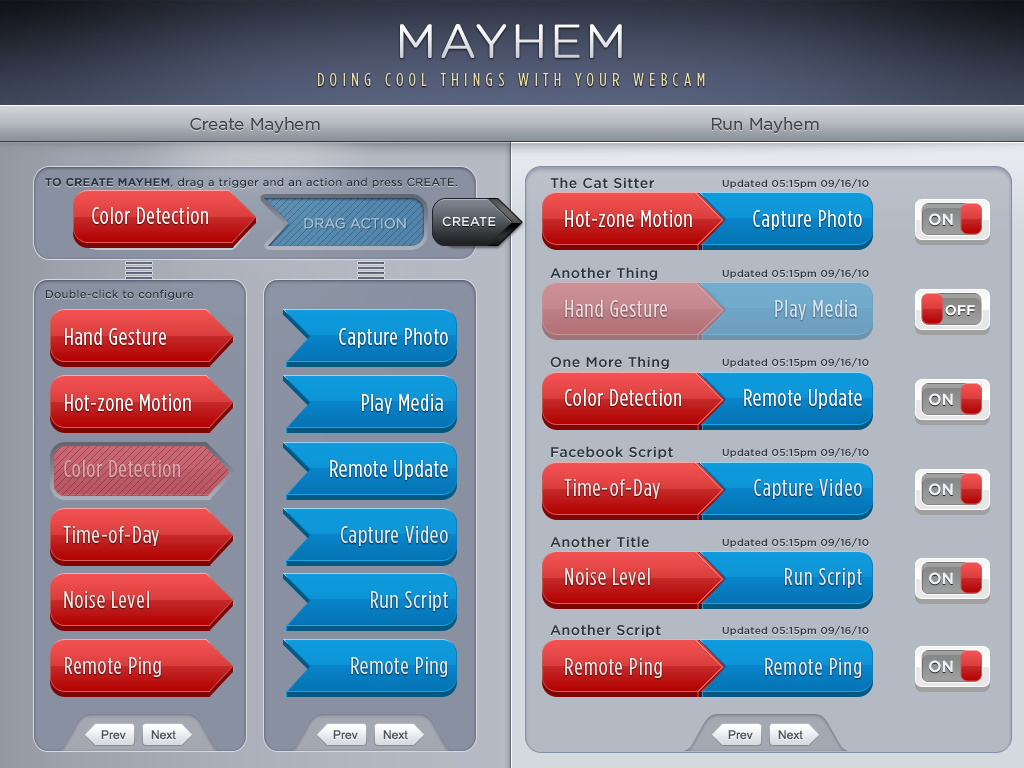 MAYHEM
DOING COOL THINGS WITH YOUR WEBCAM
Create Mayhem
Run Mayhem
TO CREATE MAYHEM, drag a trigger and an action and press CREATE.
Color Detection
DRAG ACTION
CREATE
Double-click to configure
Hand Gesture
Hot-zone Motion
Color Detection
Time-of-Day
Noise Level
Remote Ping
Prev Next
Capture Photo
Play Media
Remote Update
Capture Video
Run Script
Remote Ping
Prev Next
The Cat Sitter Updated 05:15pm 09/16/10
Hot-zone Motion Capture Photo ON
Another Thing Updated 05:15pm 09/16/10
Hand Gesture Play Media OFF
One More Thing Updated 05:15pm 09/16/10
Color Detection Remote Update ON
Facebook Script Updated 05:15pm 09/16/10
Time-of-Day Capture Video ON
Another Title Updated 05:15pm 09/16/10
Noise Level Run Script ON
Another Script Updated 05:15pm 09/16/10
Remote Ping Remote Ping ON
Prev Next